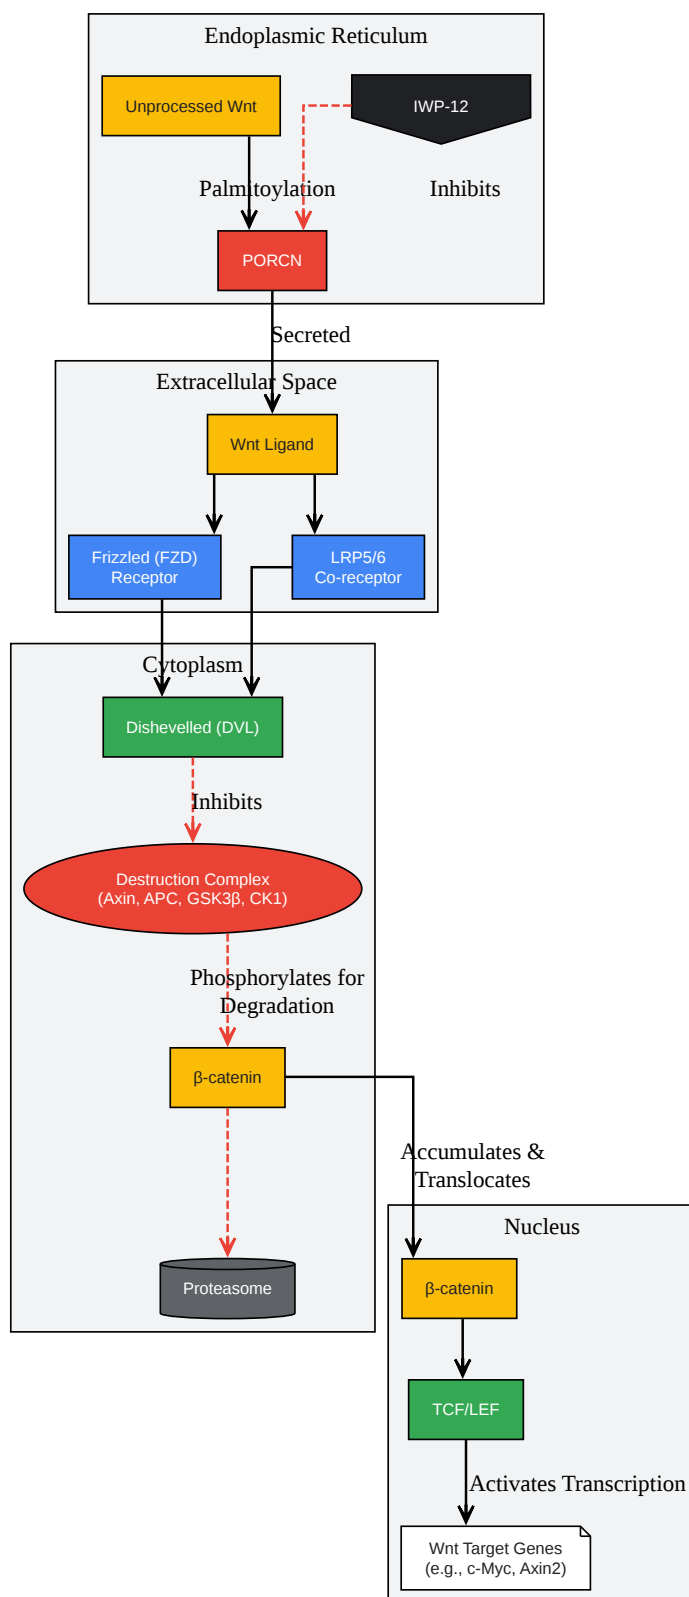 Endoplasmic Reticulum
Unprocessed Wnt
IWP-12
Palmitoylation
Inhibits
PORCN
Secreted
Extracellular Space
Wnt Ligand
Frizzled (FZD)
Receptor
LRP5/6
Co-receptor
Cytoplasm
Dishevelled (DVL)
Inhibits
Destruction Complex
(Axin, APC, GSK3β, CK1)
Phosphorylates for
Degradation
β-catenin
Accumulates &
Translocates
Nucleus
Proteasome
β-catenin
TCF/LEF
Activates Transcription
Wnt Target Genes
(e.g., c-Myc, Axin2)